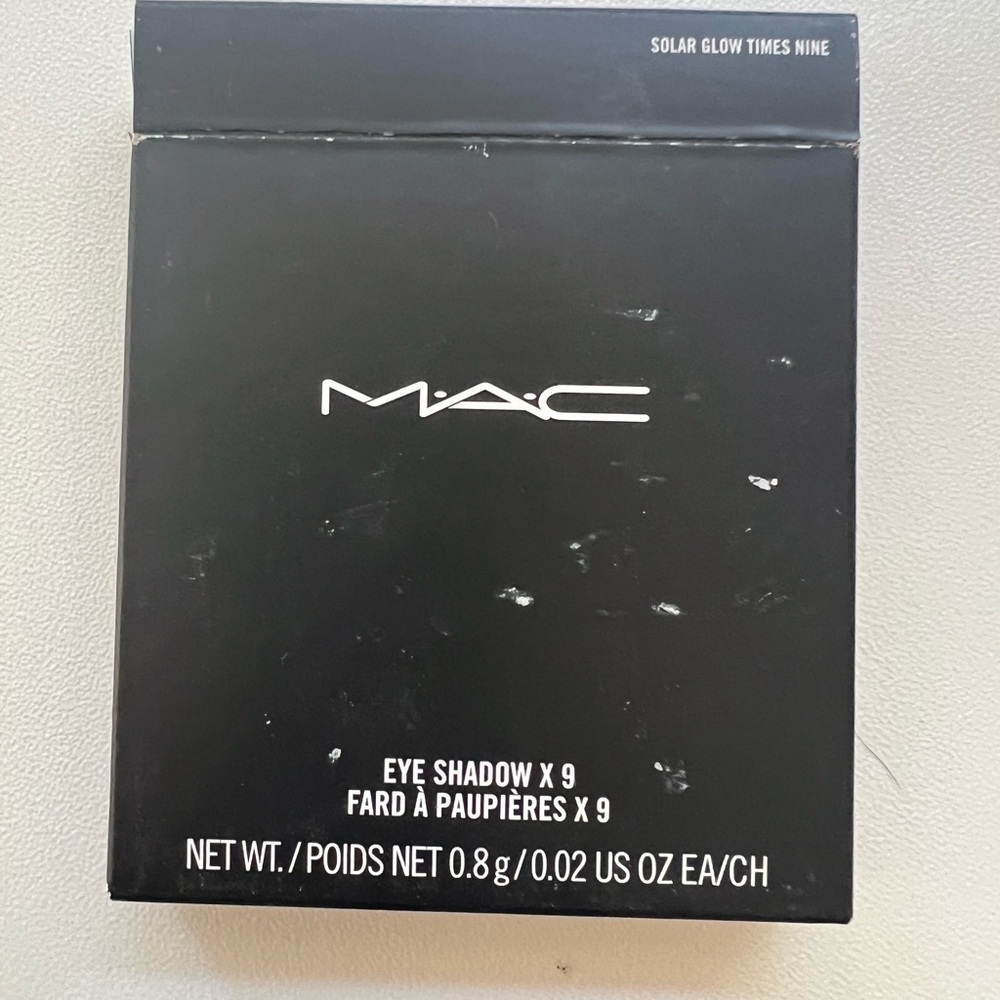 SOLAR GLOW TIMES NINE
M·A·C
EYE SHADOW X 9
FARD À PAUPIÈRES X 9
NET WT. / POIDS NET 0.8 g / 0.02 US OZ EA/CH